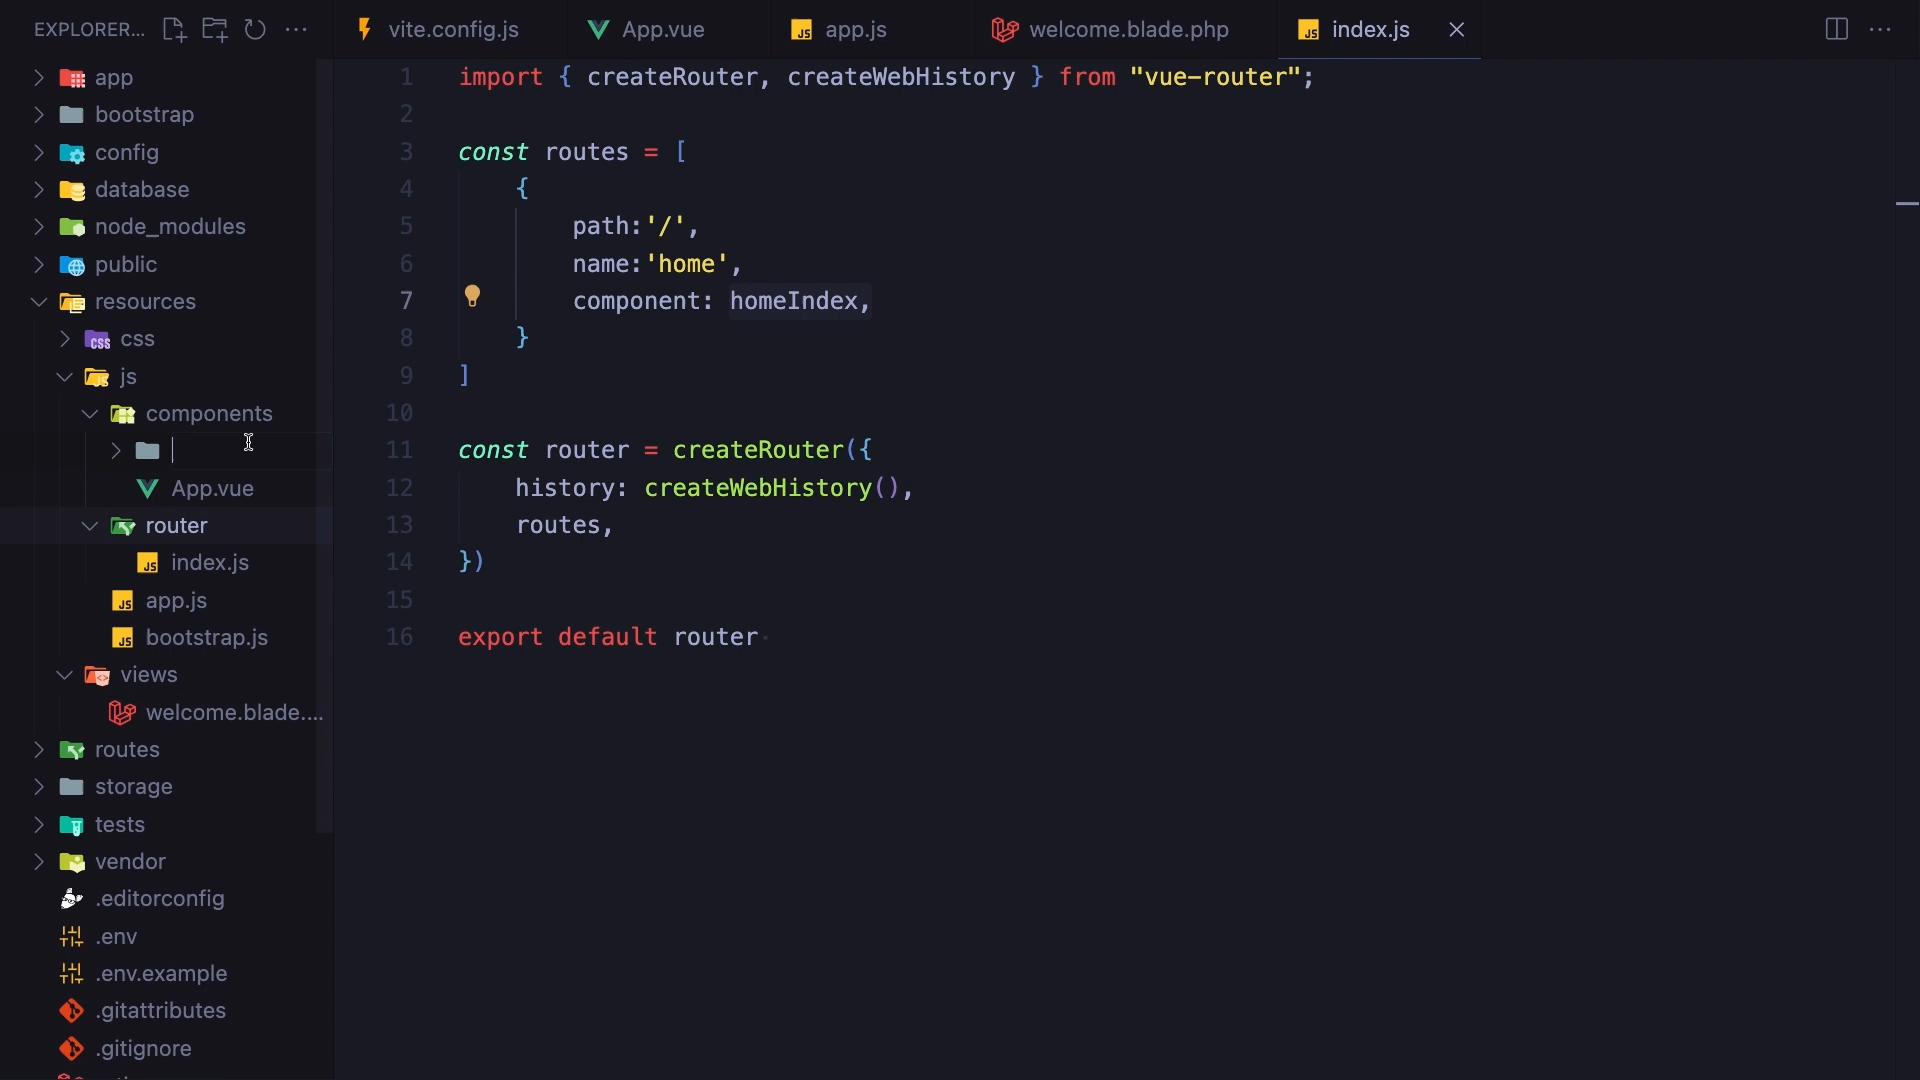 EXPLORER...
app
bootstrap
config
database
node_modules
public
resources
css
js
components
App.vue
router
index.js
app.js
bootstrap.js
views
welcome.blade....
routes
storage
tests
vendor
.editorconfig
.env
.env.example
.gitattributes
.gitignore
vite.config.js
App.vue
app.js
welcome.blade.php
index.js
1 import { createRouter, createWebHistory } from "vue-router";
2
3 const routes = [
4 {
5 path:'/',
6 name:'home',
7 component: homeIndex,
8 }
9 ]
10
11 const router = createRouter({
12 history: createWebHistory(),
13 routes,
14 })
15
16 export default router